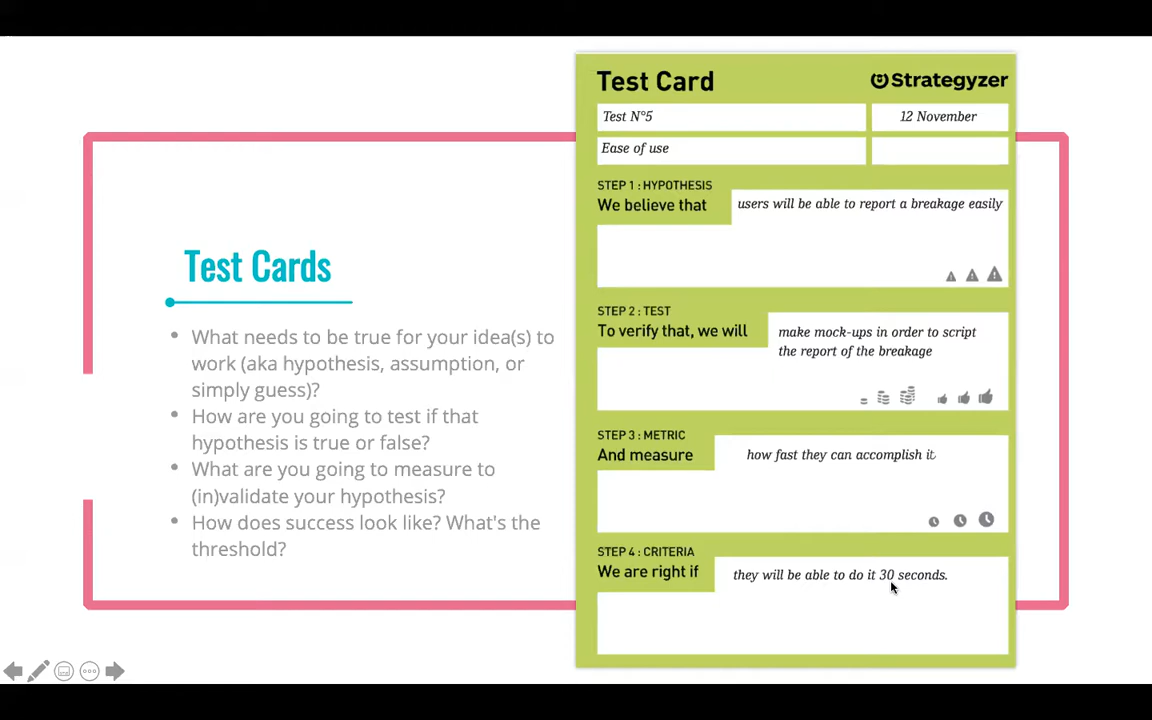 Test Cards
• What needs to be true for your idea(s) to
work (aka hypothesis, assumption, or
simply guess)?
• How are you going to test if that
hypothesis is true or false?
• What are you going to measure to
(in)validate your hypothesis?
• How does success look like? What's the
threshold?
Test Card
Strategyzer
Test N°5
12 November
Ease of use
STEP 1 : HYPOTHESIS
We believe that
users will be able to report a breakage easily
STEP 2 : TEST
To verify that, we will
make mock-ups in order to script
the report of the breakage
STEP 3 : METRIC
And measure
how fast they can accomplish it
STEP 4 : CRITERIA
We are right if
they will be able to do it 30 seconds.